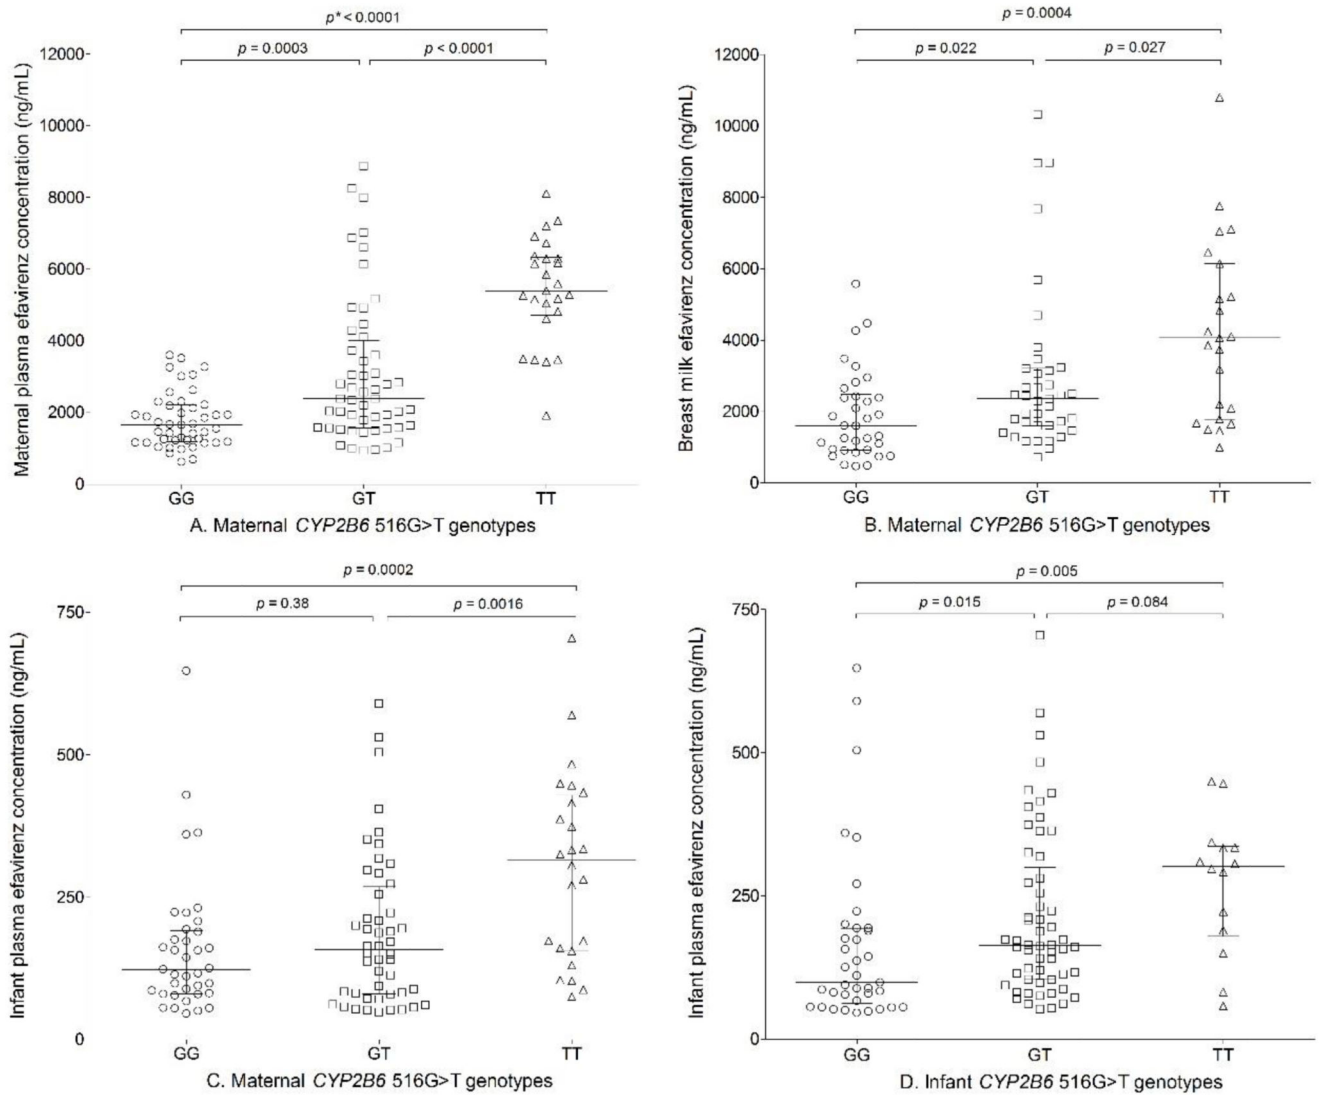 p* < 0.0001
p = 0.0003 p < 0.0001
12000
10000
8000
6000
4000
2000
0
Maternal plasma efavirenz concentration (ng/mL)
GG GT TT
A. Maternal CYP2B6 516G>T genotypes
p = 0.0004
p = 0.022 p = 0.027
12000
10000
8000
6000
4000
2000
0
Breast milk efavirenz concentration (ng/mL)
GG GT TT
B. Maternal CYP2B6 516G>T genotypes
p = 0.0002
p = 0.38 p = 0.0016
750
500
250
0
Infant plasma efavirenz concentration (ng/mL)
GG GT TT
C. Maternal CYP2B6 516G>T genotypes
p = 0.005
p = 0.015 p = 0.084
750
500
250
0
Infant plasma efavirenz concentration (ng/mL)
GG GT TT
D. Infant CYP2B6 516G>T genotypes